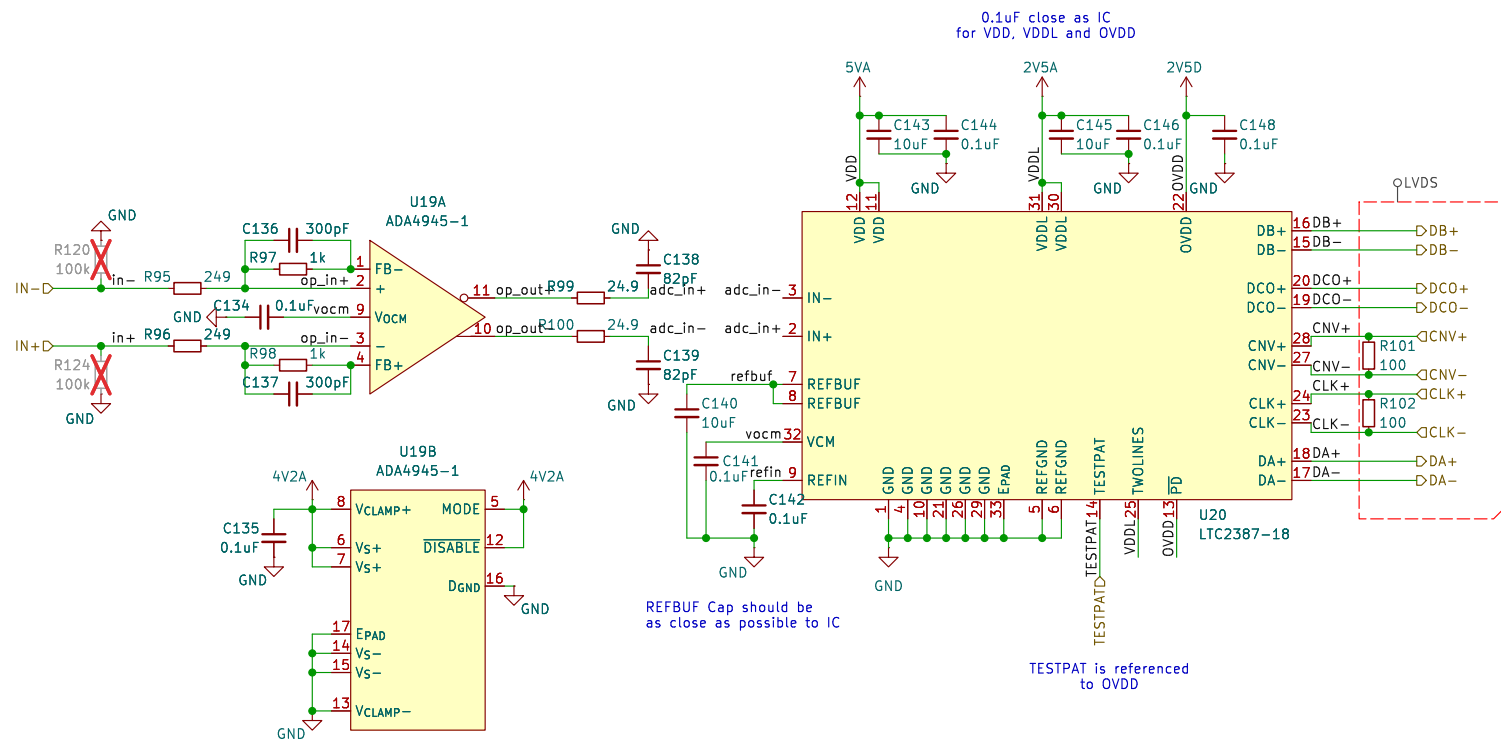 0.1uF close as IC
for VDD, VDDL and OVDD
5VA
2V5A
2V5D
C143
10uF
C144
0.1uF
C145
10uF
C146
0.1uF
C148
0.1uF
VDD
VDDL
OVDD
GND
GND
GND
12
11
31
30
22
VDD
VDD
VDDL
VDDL
OVDD
LVDS
GND
R120
100k
IN-
in-
R95
249
C136
300pF
R97
1k
op_in+
U19A
ADA4945-1
1
FB-
2
+
GND
C134
0.1uF
vocm
9
VOCM
IN+
in+
R96
249
op_in-
3
-
4
FB+
R98
1k
C137
300pF
R124
100k
GND
11
op_out+
R99
24.9
10
op_out-
R100
24.9
GND
C138
82pF
adc_in+
adc_in-
C139
82pF
GND
adc_in-
3
IN-
adc_in+
2
IN+
refbuf
7
REFBUF
8
REFBUF
C140
10uF
vocm
32
VCM
C141
0.1uF
refin
9
REFIN
C142
0.1uF
GND
DB+
16
DB+
DB+
DB-
15
DB-
DB-
DCO+
20
DCO+
DCO+
DCO-
19
DCO-
DCO-
CNV+
28
CNV+
CNV+
R101
100
CNV-
27
CNV-
CNV-
CLK+
24
CLK+
CLK+
R102
100
CLK-
23
CLK-
CLK-
DA+
18
DA+
DA+
DA-
17
DA-
DA-
GND
GND
GND
GND
GND
GND
EPAD
REFGND
REFGND
TESTPAT
TWOLINES
PD
1
4
10
21
26
29
33
5
6
14
25
13
U20
LTC2387-18
TESTPAT
VDDL
OVDD
GND
TESTPAT
U19B
ADA4945-1
4V2A
4V2A
8
VCLAMP+
MODE
5
C135
0.1uF
GND
6
VS+
DISABLE
12
7
VS+
DGND
16
GND
17
EPAD
14
VS-
15
VS-
13
VCLAMP-
GND
REFBUF Cap should be
as close as possible to IC
TESTPAT is referenced
to OVDD